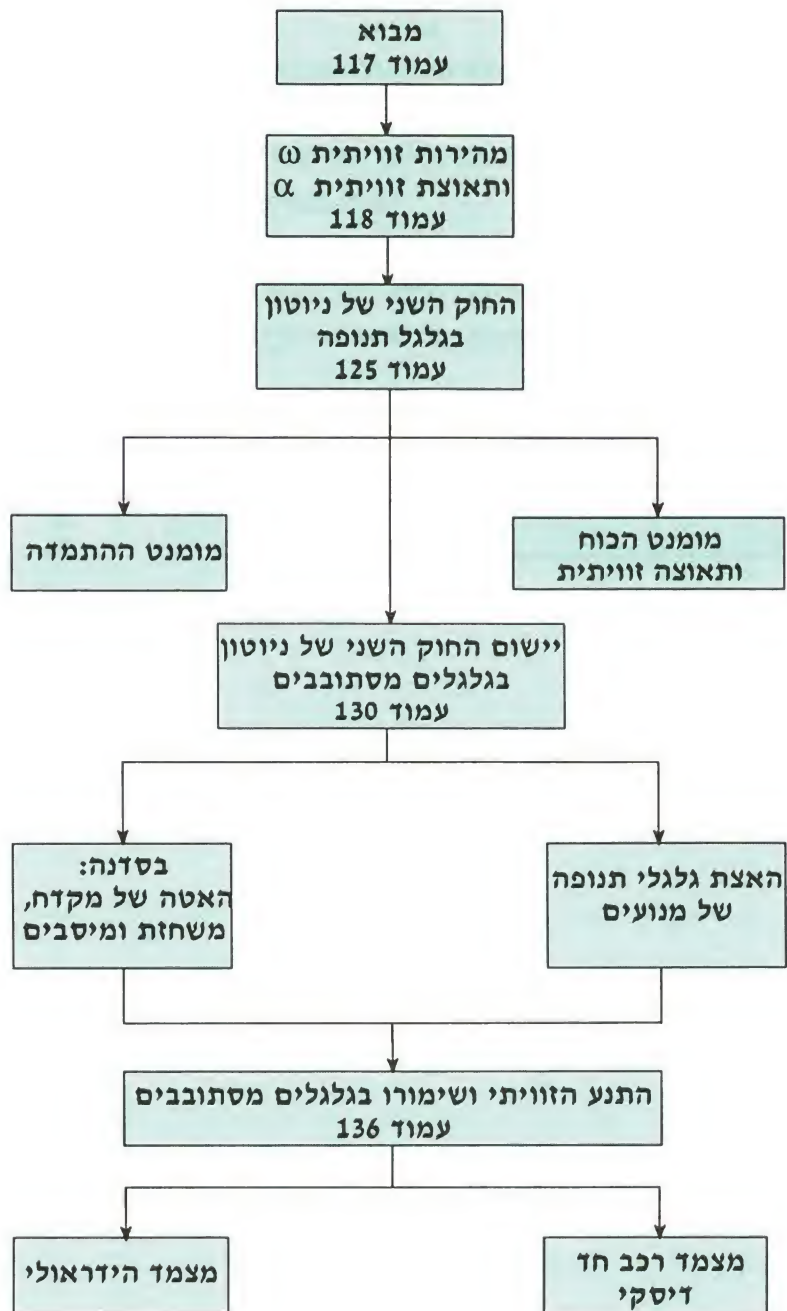 מבוא
עמוד 117
מהירות זוויתית ω
ותאוצת זוויתית α
עמוד 118
החוק השני של ניוטון
בגלגל תנופה
עמוד 125
מומנט הכוח
ותאוצה זוויתית
מומנט ההתמדה
יישום החוק השני של ניוטון
בגלגלים מסתובבים
עמוד 130
האצת גלגלי תנופה
של מנועים
בסדנה:
האטה של מקדח,
משחזת ומיסבים
התנע הזוויתי ושימורו בגלגלים מסתובבים
עמוד 136
מצמד רכב חד
דיסקי
מצמד הידראולי